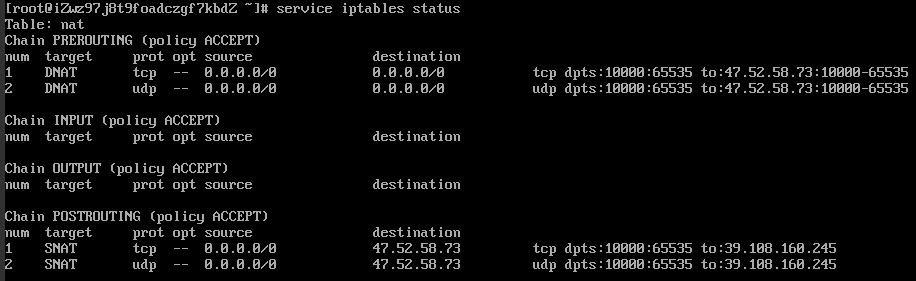 [root@iZwz97j8t9foadczgf7kbdZ ~]# service iptables status
Table: nat
Chain PREROUTING (policy ACCEPT)
num  target     prot opt source               destination
1    DNAT       tcp  --  0.0.0.0/0            0.0.0.0/0           tcp dpts:10000:65535 to:47.52.58.73:10000-65535
2    DNAT       udp  --  0.0.0.0/0            0.0.0.0/0           udp dpts:10000:65535 to:47.52.58.73:10000-65535

Chain INPUT (policy ACCEPT)
num  target     prot opt source               destination

Chain OUTPUT (policy ACCEPT)
num  target     prot opt source               destination

Chain POSTROUTING (policy ACCEPT)
num  target     prot opt source               destination
1    SNAT       tcp  --  0.0.0.0/0            47.52.58.73         tcp dpts:10000:65535 to:39.108.160.245
2    SNAT       udp  --  0.0.0.0/0            47.52.58.73         udp dpts:10000:65535 to:39.108.160.245